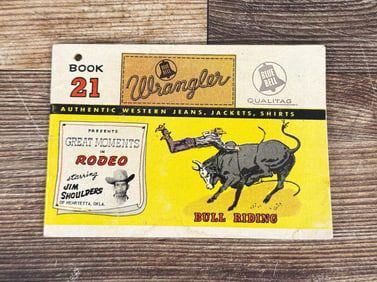 BOOK
21
Wrangler
BLUE BELL
QUALITAG
AUTHENTIC WESTERN JEANS, JACKETS, SHIRTS
PRESENTS
GREAT MOMENTS
IN
RODEO
starring
JIM
SHOULDERS
OF HENRYETTA, OKLA.
BULL RIDING